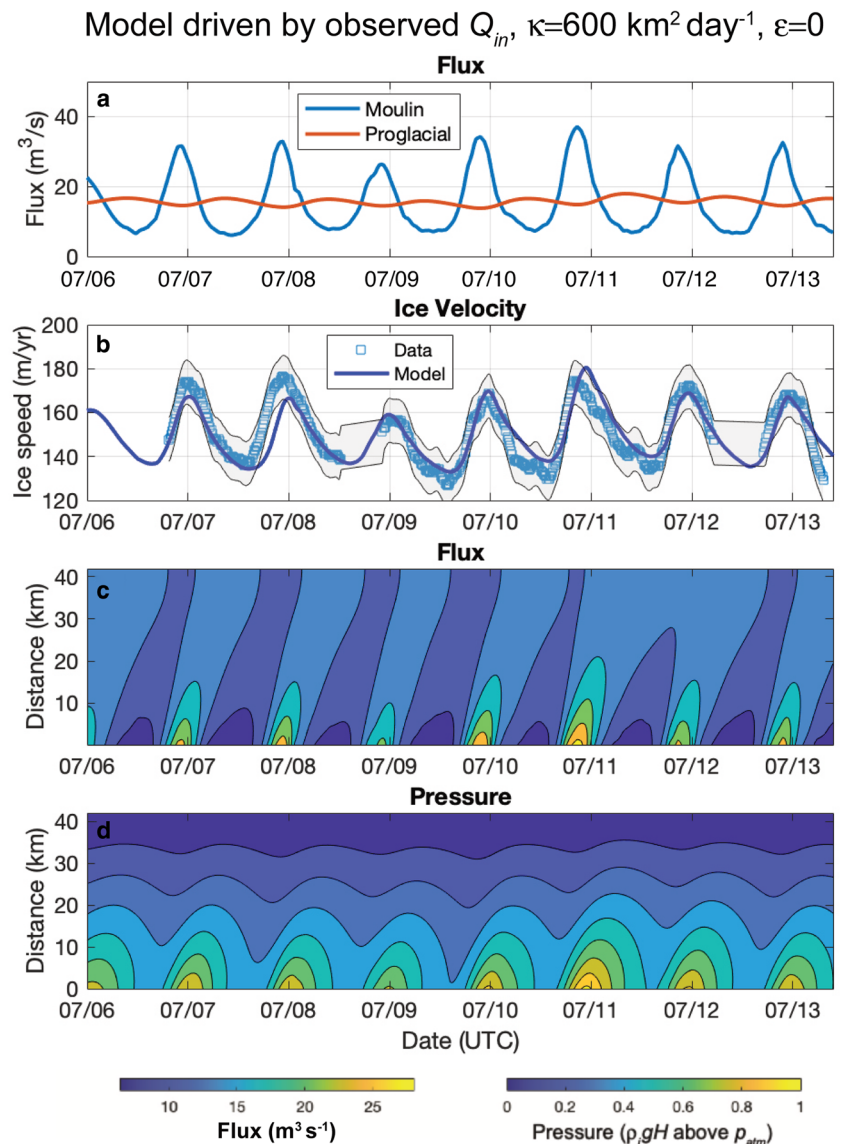 Model driven by observed Qin, κ=600 km² day⁻¹, ε=0
Flux
a
Moulin
Proglacial
Flux (m³/s)
40
20
0
07/06 07/07 07/08 07/09 07/10 07/11 07/12 07/13
Ice Velocity
b
Data
Model
Ice speed (m/yr)
200
180
160
140
120
07/06 07/07 07/08 07/09 07/10 07/11 07/12 07/13
Flux
c
Distance (km)
40
30
20
10
07/06 07/07 07/08 07/09 07/10 07/11 07/12 07/13
Pressure
d
Distance (km)
40
30
20
10
0
07/06 07/07 07/08 07/09 07/10 07/11 07/12 07/13
Date (UTC)
10 15 20 25
Flux (m³ s⁻¹)
0 0.2 0.4 0.6 0.8 1
Pressure (ρᵢgH above patm)